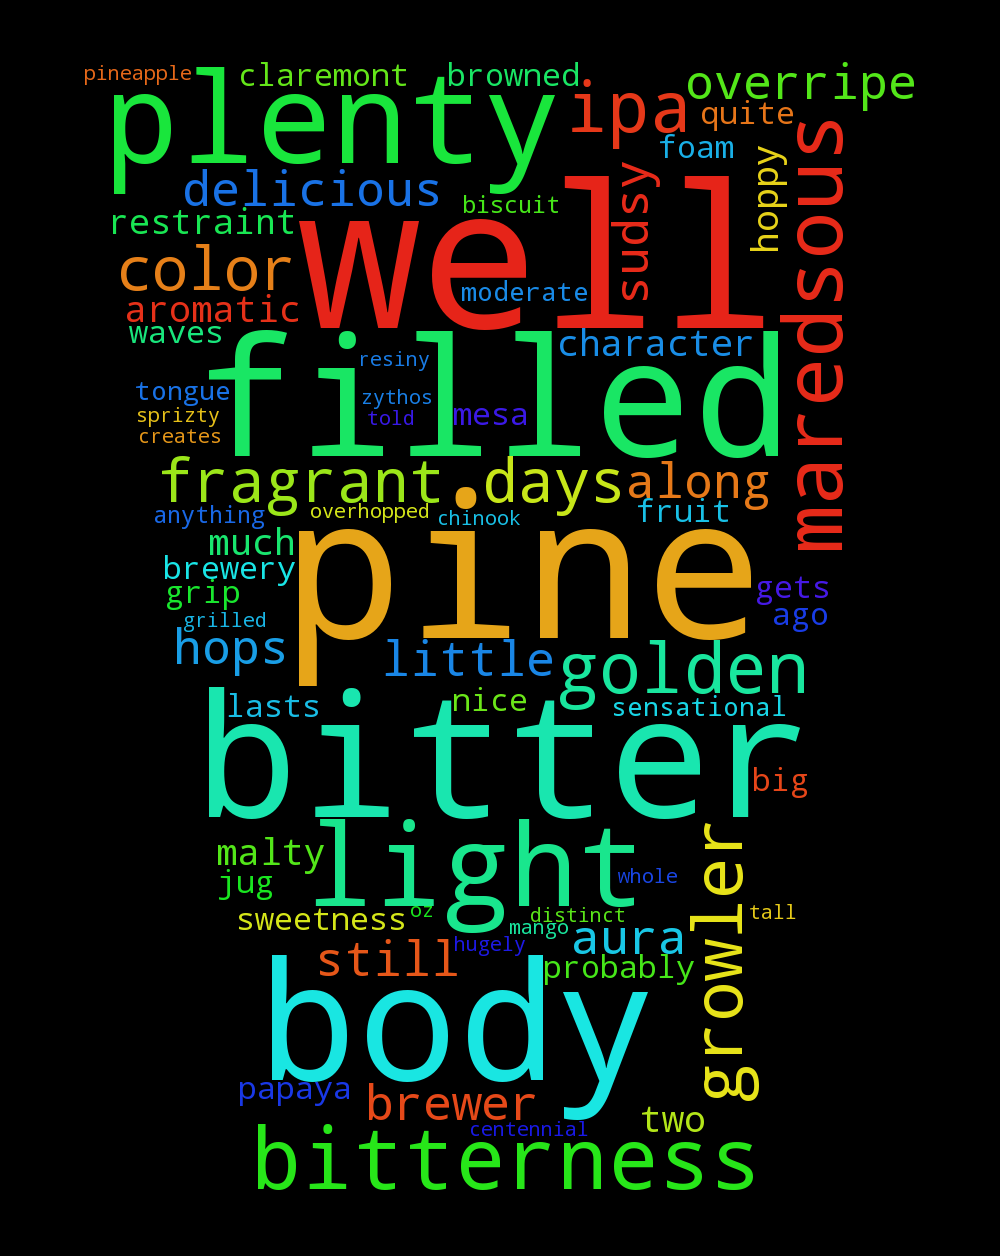 pineapple claremont browned overripe
plenty ipa quite
foam
delicious sudsy hoppy maredsous
restraint biscuit
well
color moderate
aromatic
waves character
filled
resiny
tongue zythos
sprizty told mesa
creates
fragrant days along
anything overhopped chinook fruit
much
pine
brewery
grip gets
grilled ago
hops little golden
lasts nice sensational
bitter
big
light
malty growler
jug whole
sweetness oz distinct tall
mango aura
still hugely
probably
body
papaya brewer
centennial two
bitterness